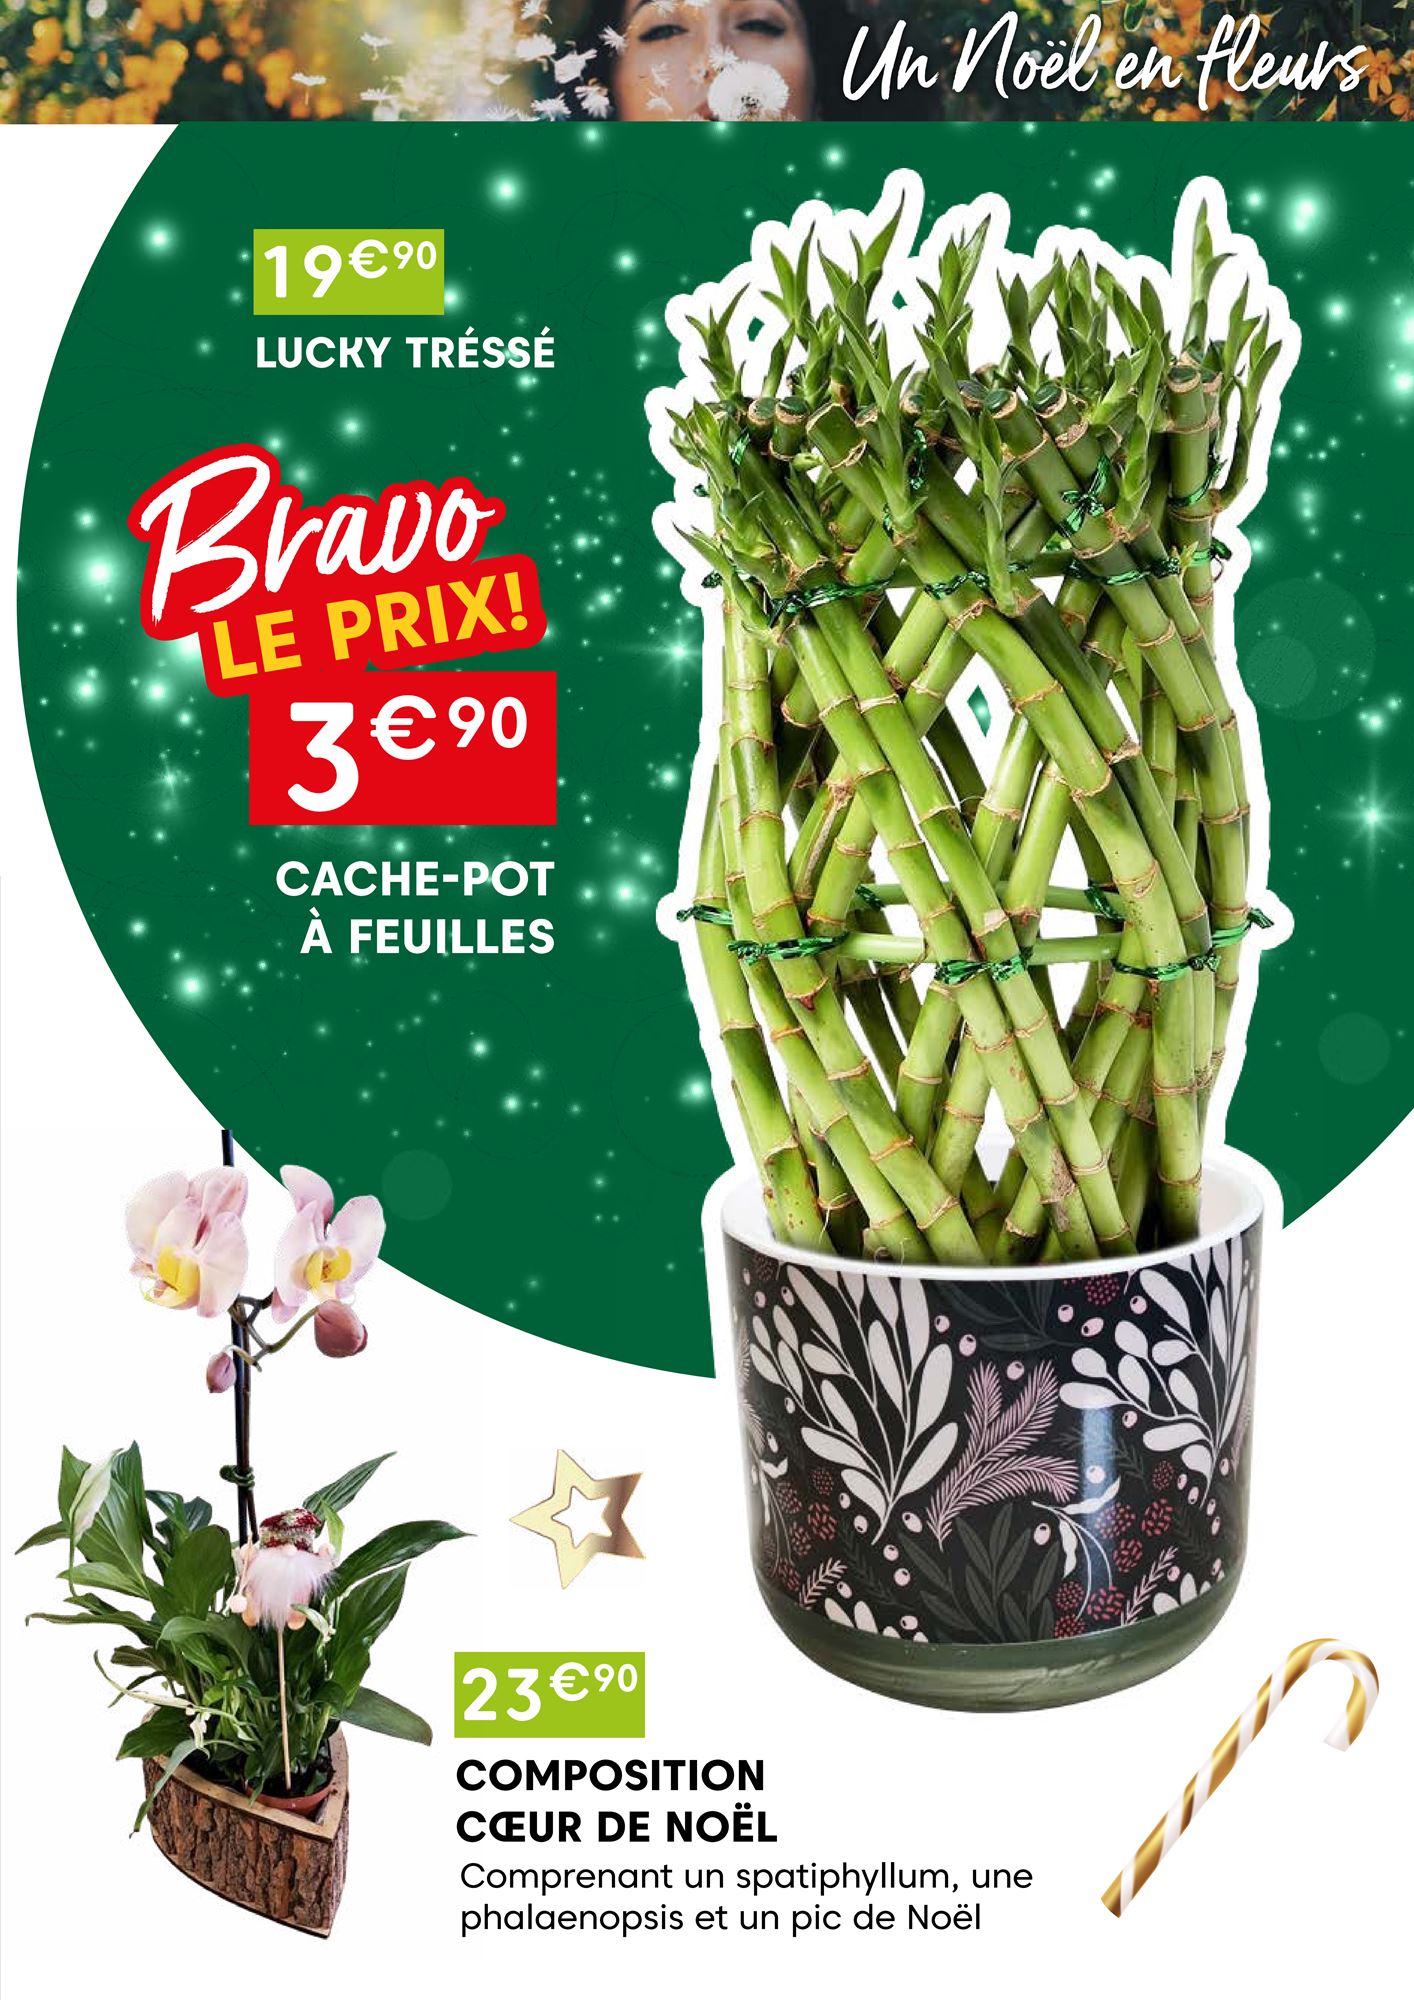 Un Noël en fleurs
19€90
LUCKY TRÉSSÉ
Bravo
LE PRIX!
3€90
CACHE-POT
À FEUILLES
23€90
COMPOSITION
CŒUR DE NOËL
Comprenant un spatiphyllum, une
phalaenopsis et un pic de Noël